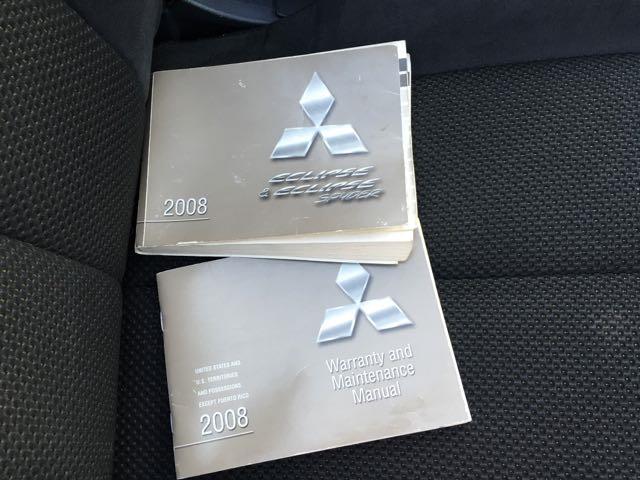 2008
ECLIPSE
& ECLIPSE
SPYDER
UNITED STATES AND
U.S. TERRITORIES
AND POSSESSIONS
EXCEPT PUERTO RICO
2008
Warranty and
Maintenance
Manual